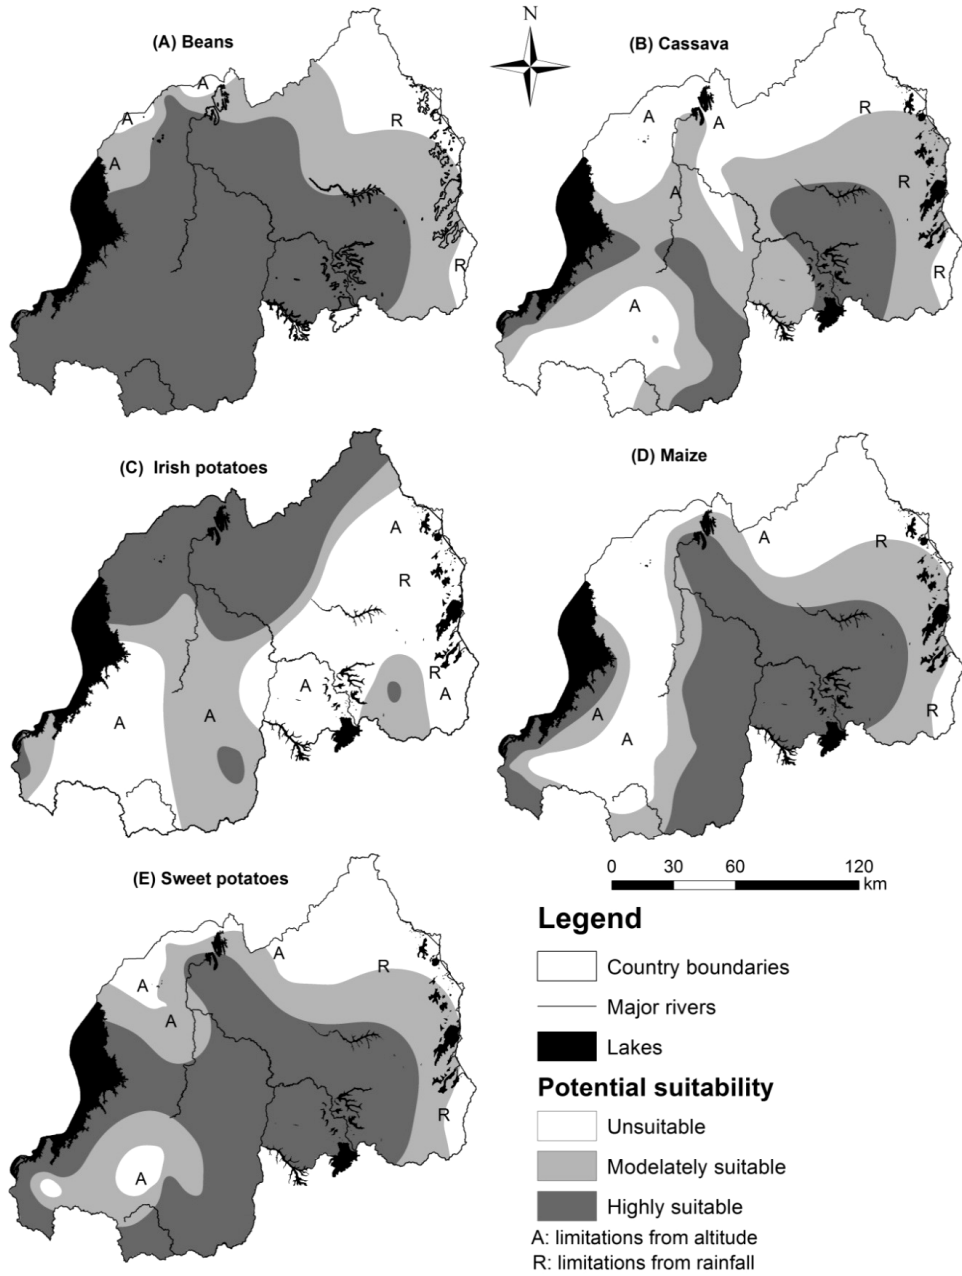 N
(A) Beans
(B) Cassava
A
A
A
R
R
A
A
R
A
R
R
A
(C) Irish potatoes
(D) Maize
A
R
A
R
A
A
A
A
R
A
R
A
(E) Sweet potatoes
0 30 60 120
km
A
R
A
A
R
A
Legend
Country boundaries
Major rivers
Lakes
Potential suitability
Unsuitable
Modelately suitable
Highly suitable
A: limitations from altitude
R: limitations from rainfall